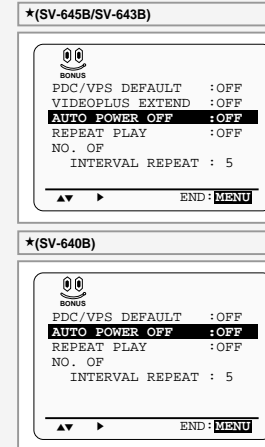 ★(SV-645B/SV-643B)
BONUS
PDC/VPS DEFAULT :OFF
VIDEOPLUS EXTEND :OFF
AUTO POWER OFF :OFF
REPEAT PLAY :OFF
NO. OF
INTERVAL REPEAT : 5
▲▼ ► END:MENU
★(SV-640B)
BONUS
PDC/VPS DEFAULT :OFF
AUTO POWER OFF :OFF
REPEAT PLAY :OFF
NO. OF
INTERVAL REPEAT : 5
▲▼ ► END:MENU